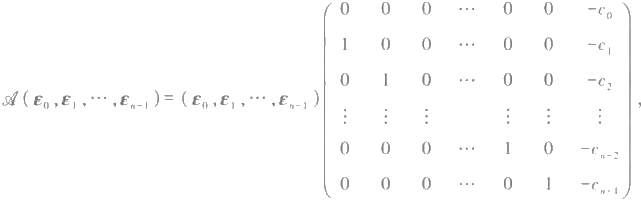 𝒜(ε₀,ε₁,⋯,εₙ₋₁)=(ε₀,ε₁,⋯,εₙ₋₁)
0 0 0 ⋯ 0 0 −c₀
1 0 0 ⋯ 0 0 −c₁
0 1 0 ⋯ 0 0 −c₂
⋮ ⋮ ⋮ ⋮ ⋮ ⋮
0 0 0 ⋯ 1 0 −cₙ₋₂
0 0 0 ⋯ 0 1 −cₙ₋₁
,